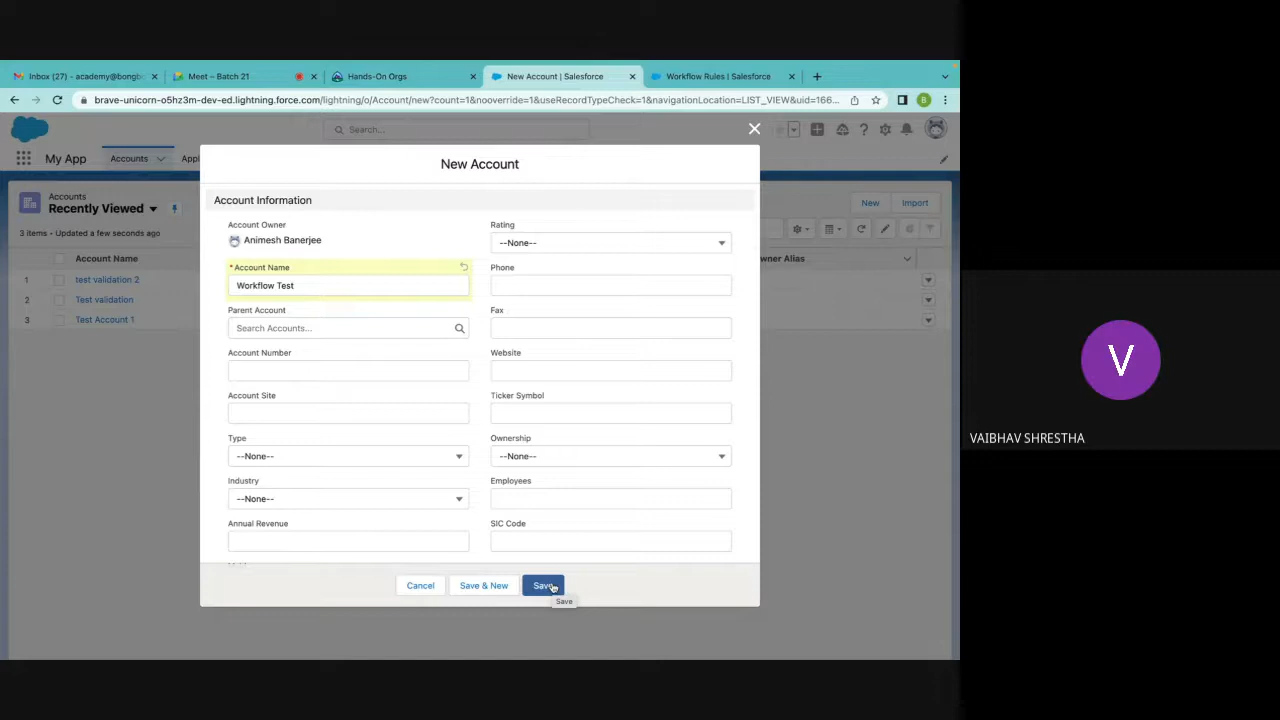 Inbox (27) - academy@bongb
Meet – Batch 21
Hands-On Orgs
New Account | Salesforce
Workflow Rules | Salesforce
brave-unicorn-o5hz3m-dev-ed.lightning.force.com/lightning/o/Account/new?count=1&nooverride=1&useRecordTypeCheck=1&navigationLocation=LIST_VIEW&uid=166...
B
Search...
My App
Accounts
Appl
New Account
Accounts
Recently Viewed
New
Import
3 items - Updated a few seconds ago
Account Name
wner Alias
1 test validation 2
2 Test validation
3 Test Account 1
Account Information
Account Owner
Animesh Banerjee
Rating
--None--
* Account Name
Workflow Test
Phone
Parent Account
Search Accounts...
Fax
Account Number
Website
Account Site
Ticker Symbol
Type
--None--
Ownership
--None--
Industry
--None--
Employees
Annual Revenue
SIC Code
Cancel
Save & New
Save
Save
V
VAIBHAV SHRESTHA